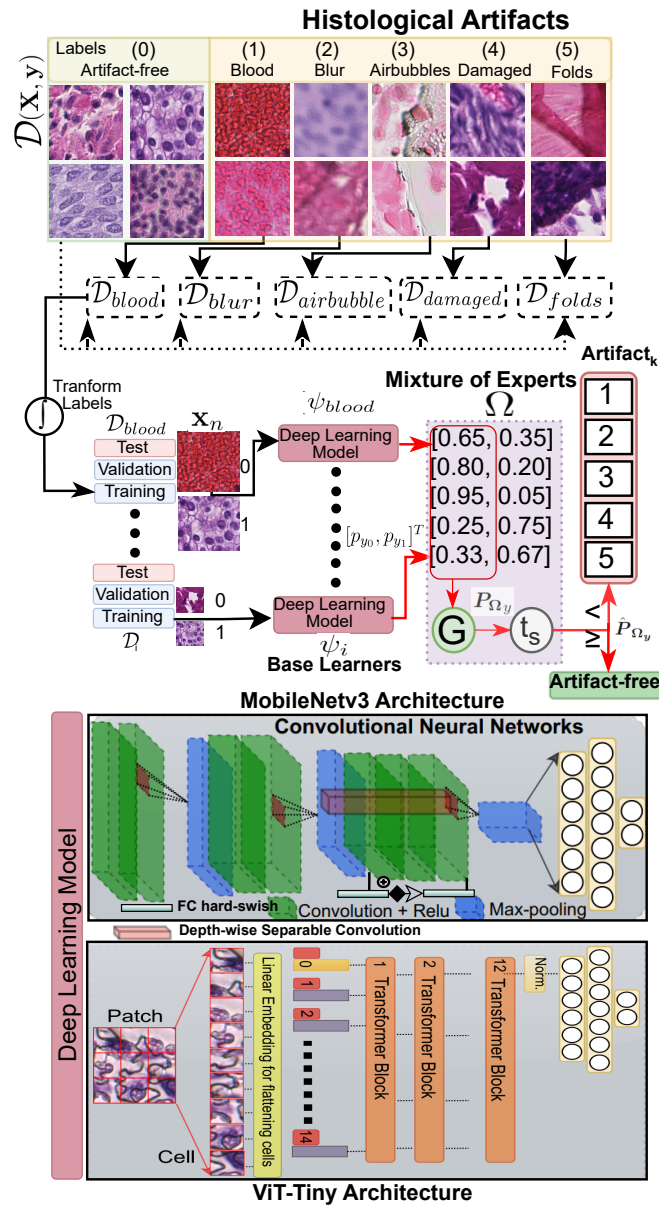 Histological Artifacts
Labels (0) (1) (2) (3) (4) (5)
Artifact-free Blood Blur Airbubbles Damaged Folds
𝒟(X, y)
𝒟blood 𝒟blur 𝒟airbubble 𝒟damaged 𝒟folds
Artifactk
Tranform
Labels
∫
𝒟blood
xn
Test
Validation
Training
0
1
Test
Validation
Training
𝒟i
0
1
ψblood
Deep Learning
Model
[py0, py1]T
Deep Learning
Model
ψi
Base Learners
Mixture of Experts
Ω
[0.65, 0.35]
[0.80, 0.20]
[0.95, 0.05]
[0.25, 0.75]
[0.33, 0.67]
G
PΩy
ts
1
2
3
4
5
<
≥
P̂Ωy
Artifact-free
MobileNetv3 Architecture
Convolutional Neural Networks
Deep Learning Model
FC hard-swish
Convolution + Relu
Max-pooling
Depth-wise Separable Convolution
Patch
Cell
Linear Embedding for flattening cells
0
1
2
14
1 Transformer Block
2 Transformer Block
12 Transformer Block
Norm.
ViT-Tiny Architecture